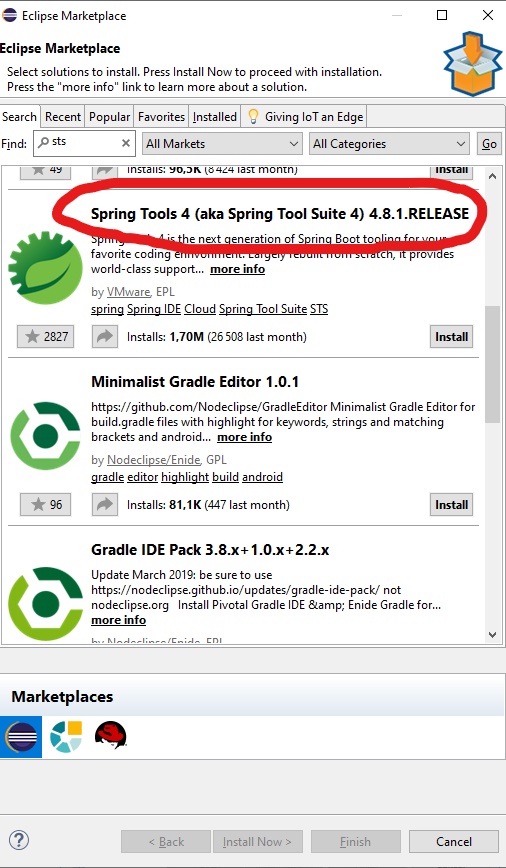 Eclipse Marketplace
Eclipse Marketplace
Select solutions to install. Press Install Now to proceed with installation.
Press the "more info" link to learn more about a solution.
Search Recent Popular Favorites Installed Giving IoT an Edge
Find: sts All Markets All Categories Go
49 Installs: 96,5K (8 424 last month) Install
Spring Tools 4 (aka Spring Tool Suite 4) 4.8.1.RELEASE
Spring Tools 4 is the next generation of Spring Boot tooling for your
favorite coding environment. Largely rebuilt from scratch, it provides
world-class support... more info
by VMware, EPL
spring Spring IDE Cloud Spring Tool Suite STS
2827 Installs: 1,70M (26 508 last month) Install
Minimalist Gradle Editor 1.0.1
https://github.com/Nodeclipse/GradleEditor Minimalist Gradle Editor for
build.gradle files with highlight for keywords, strings and matching
brackets and android... more info
by Nodeclipse/Enide, GPL
gradle editor highlight build android
96 Installs: 81,1K (447 last month) Install
Gradle IDE Pack 3.8.x+1.0.x+2.2.x
Update March 2019: be sure to use
https://nodeclipse.github.io/updates/gradle-ide-pack/ not
nodeclipse.org Install Pivotal Gradle IDE &amp; Enide Gradle for...
more info
by Nodeclipse/Enide, EPL
Marketplaces
? < Back Install Now > Finish Cancel